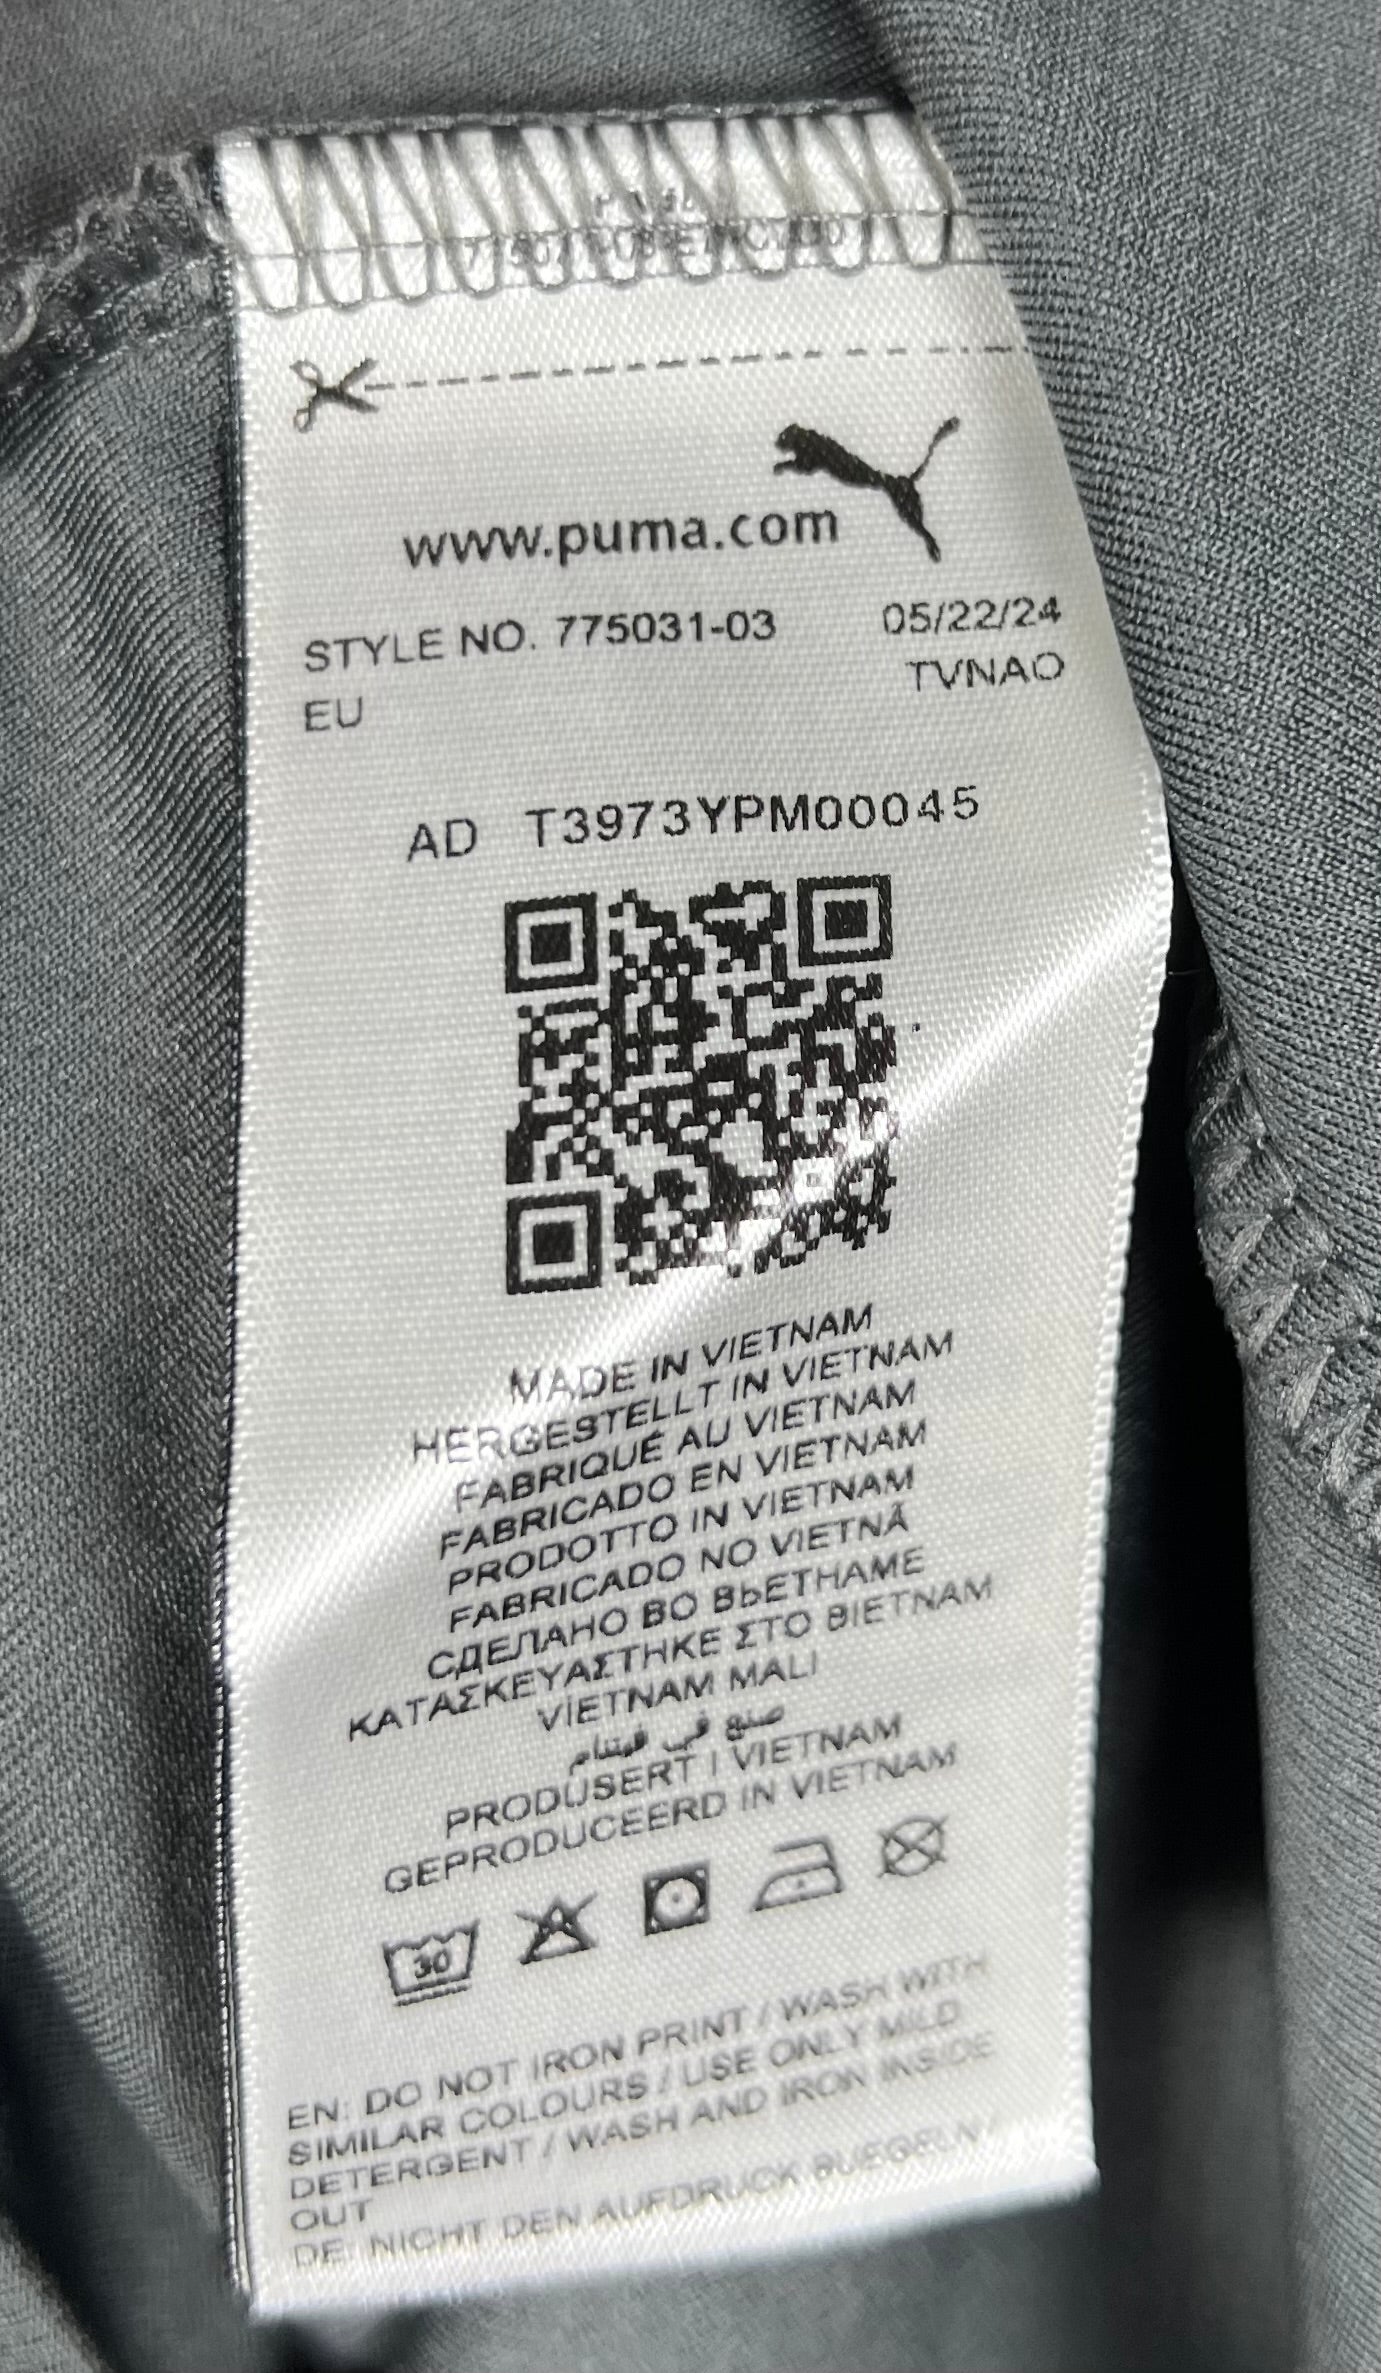 www.puma.com
STYLE NO. 775031-03 05/22/24
EU TVNAO
AD T3973YPM00045
MADE IN VIETNAM
HERGESTELLT IN VIETNAM
FABRIQUÉ AU VIETNAM
FABRICADO EN VIETNAM
PRODOTTO IN VIETNAM
FABRICADO NO VIETNÃ
СДЕЛАНО ВО ВЬЕТНАМЕ
ΚΑΤΑΣΚΕΥΑΣΤΗΚΕ ΣΤΟ ΒΙΕΤΝΑΜ
VİETNAM MALI
صنع في فيتنام
PRODUSERT I VIETNAM
GEPRODUCEERD IN VIETNAM
30
EN: DO NOT IRON PRINT / WASH WITH
SIMILAR COLOURS / USE ONLY MILD
DETERGENT / WASH AND IRON INSIDE
OUT
DE: NICHT DEN AUFDRUCK BUEGELN /